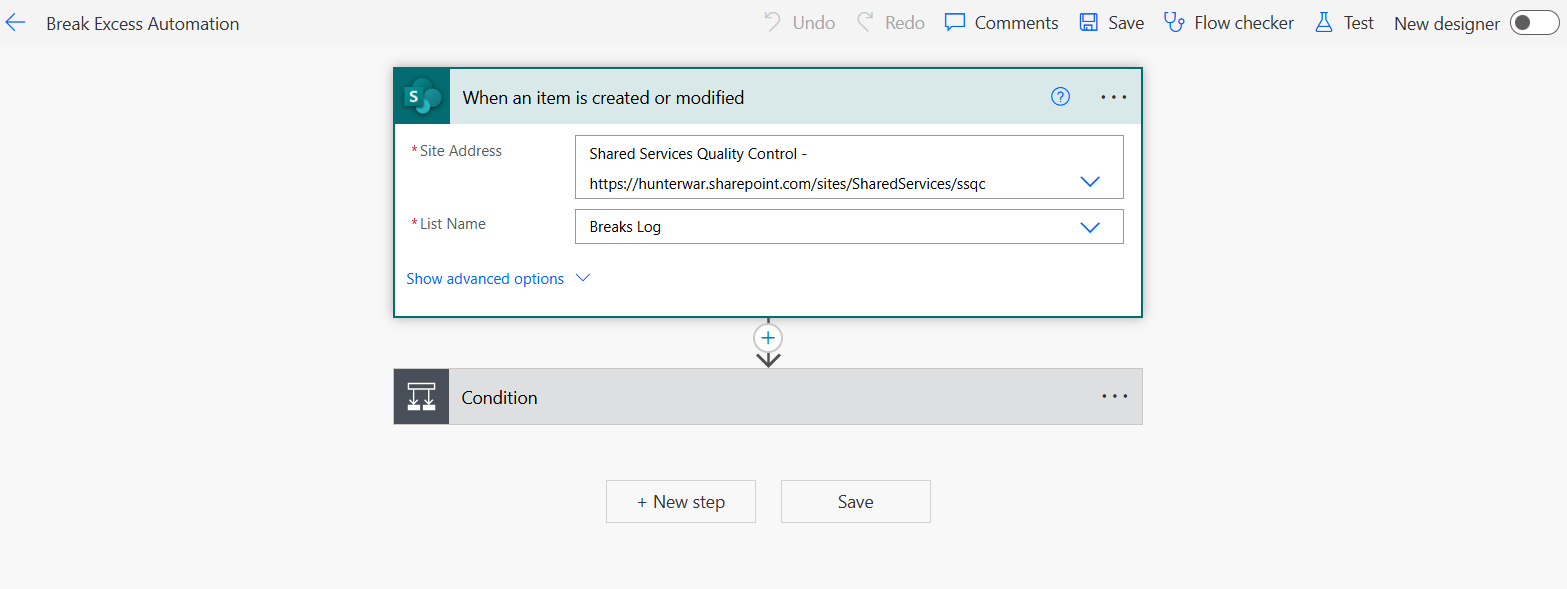 Break Excess Automation
Undo
Redo
Comments
Save
Flow checker
Test
New designer
S
When an item is created or modified
?
...
* Site Address
Shared Services Quality Control -
https://hunterwar.sharepoint.com/sites/SharedServices/ssqc
* List Name
Breaks Log
Show advanced options
+
Condition
...
+ New step
Save